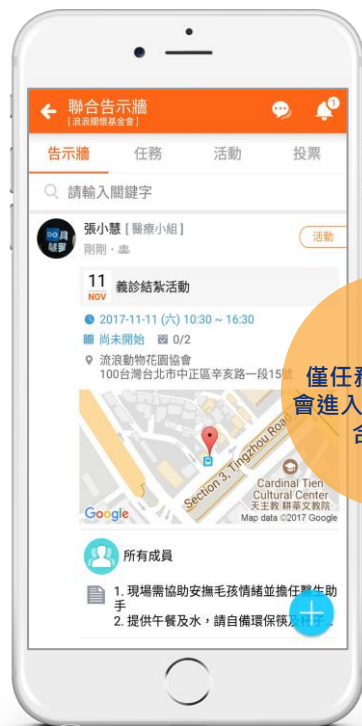 聯合告示牆
[浪浪關懷基金會]
告示牆 任務 活動 投票
請輸入關鍵字
張小慧 [醫療小組]
剛剛・
活動
11
NOV
義診結紮活動
2017-11-11 (六) 10:30 ~ 16:30
尚未開始 0/2
流浪動物花園協會
100台灣台北市中正區辛亥路一段15號
僅任務
會進入
合
Section 3, Tingzhou Road
Cardinal Tien
Cultural Center
天主教 耕莘文教院
Google
Map data ©2017 Google
所有成員
1. 現場需協助安撫毛孩情緒並擔任醫生助
手
2. 提供午餐及水，請自備環保筷及杯子...